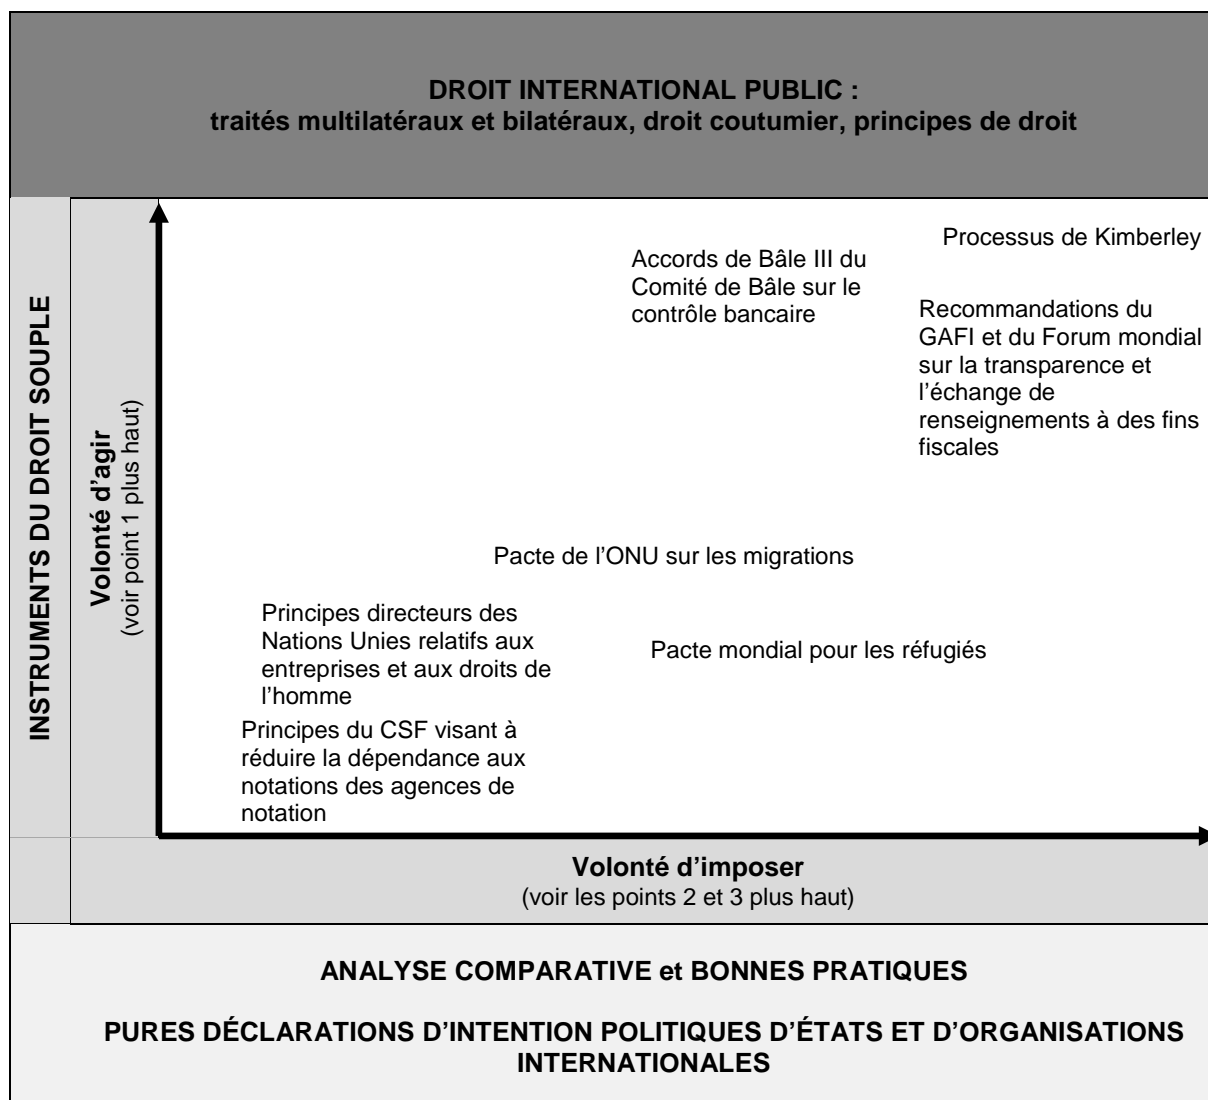 DROIT INTERNATIONAL PUBLIC :
traités multilatéraux et bilatéraux, droit coutumier, principes de droit
INSTRUMENTS DU DROIT SOUPLE
Volonté d’agir
(voir point 1 plus haut)
Processus de Kimberley
Accords de Bâle III du
Comité de Bâle sur le
contrôle bancaire
Recommandations du
GAFI et du Forum mondial
sur la transparence et
l’échange de
renseignements à des fins
fiscales
Pacte de l’ONU sur les migrations
Principes directeurs des
Nations Unies relatifs aux
entreprises et aux droits de
l’homme
Pacte mondial pour les réfugiés
Principes du CSF visant à
réduire la dépendance aux
notations des agences de
notation
Volonté d’imposer
(voir les points 2 et 3 plus haut)
ANALYSE COMPARATIVE et BONNES PRATIQUES
PURES DÉCLARATIONS D’INTENTION POLITIQUES D’ÉTATS ET D’ORGANISATIONS
INTERNATIONALES